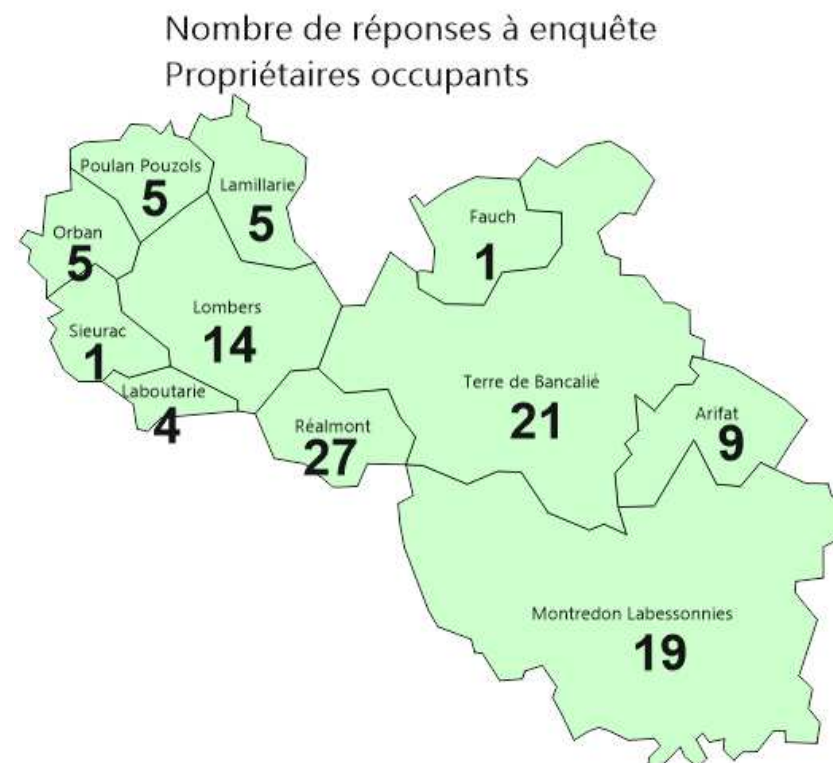 Nombre de réponses à enquête
Propriétaires occupants
Poulan Pouzols
5
Lamillarie
5
Orban
5
Fauch
1
Lombers
14
Sieurac
1
Laboutarie
4
Terre de Bancalié
21
Arifat
9
Réalmont
27
Montredon Labessonnies
19